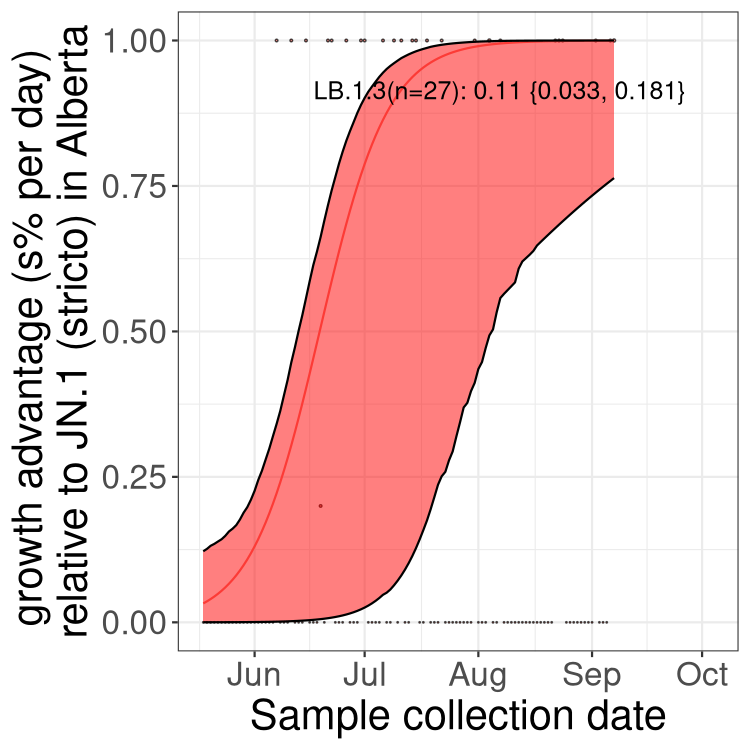 growth advantage (s% per day)
relative to JN.1 (stricto) in Alberta
1.00
0.75
0.50
0.25
0.00
LB.1.3(n=27): 0.11 {0.033, 0.181}
Jun Jul Aug Sep Oct
Sample collection date